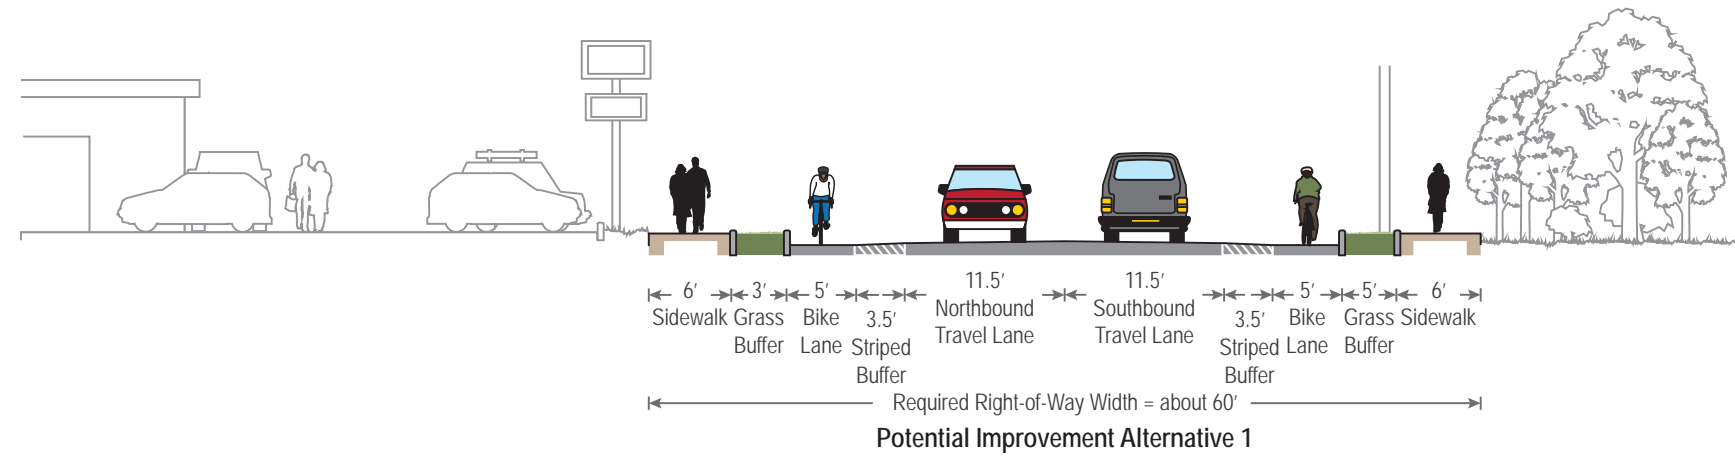 6′
Sidewalk
3′
Grass
Buffer
5′
Bike
Lane
3.5′
Striped
Buffer
11.5′
Northbound
Travel Lane
11.5′
Southbound
Travel Lane
3.5′
Striped
Buffer
5′
Bike
Lane
5′
Grass
Buffer
6′
Sidewalk
Required Right-of-Way Width = about 60′
Potential Improvement Alternative 1